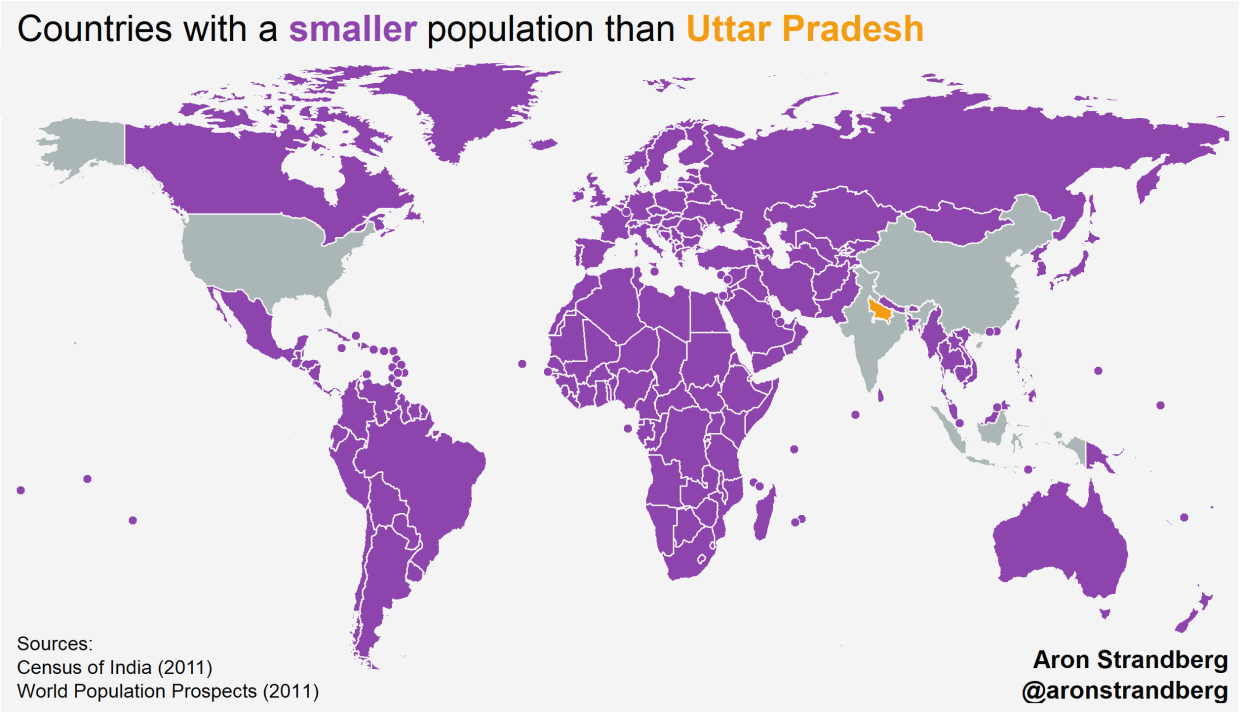 Countries with a smaller population than Uttar Pradesh
Sources:
Census of India (2011)
World Population Prospects (2011)
Aron Strandberg
@aronstrandberg